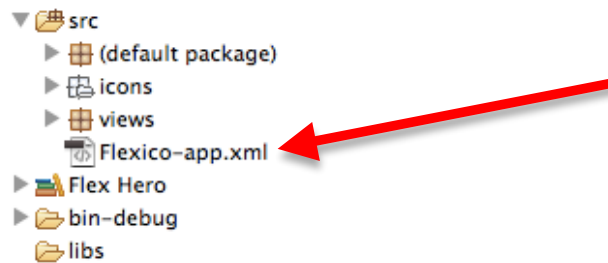 src
(default package)
icons
views
Flexico-app.xml
Flex Hero
bin-debug
libs